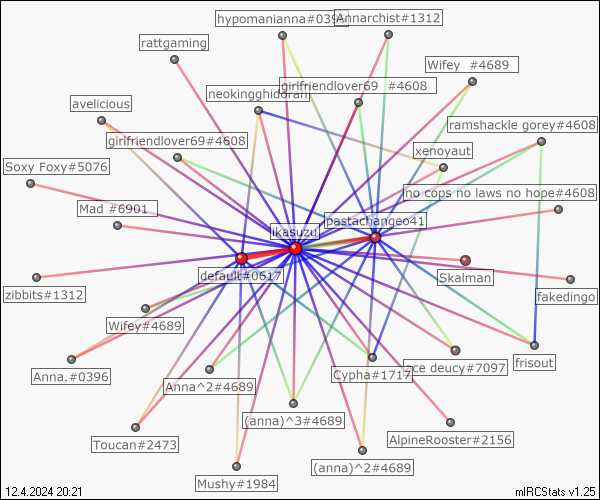 hypomanianna#0396
Annarchist#1312
rattgaming
Wifey  #4689
girlfriendlover69  #4608
neokingghidorah
avelicious
ramshackle gorey#4608
girlfriendlover69#4608
xenoyaut
Soxy Foxy#5076
no cops no laws no hope#4608
Mad #6901
pastachangeo41
ikasuzu
default#0617
Skalman
zibbits#1312
fakedingo
Wifey#4689
frisout
ace deucy#7097
Cypha#1717
Anna.#0396
Anna^2#4689
(anna)^3#4689
Toucan#2473
AlpineRooster#2156
(anna)^2#4689
Mushy#1984
12.4.2024 20:21
mIRCStats v1.25